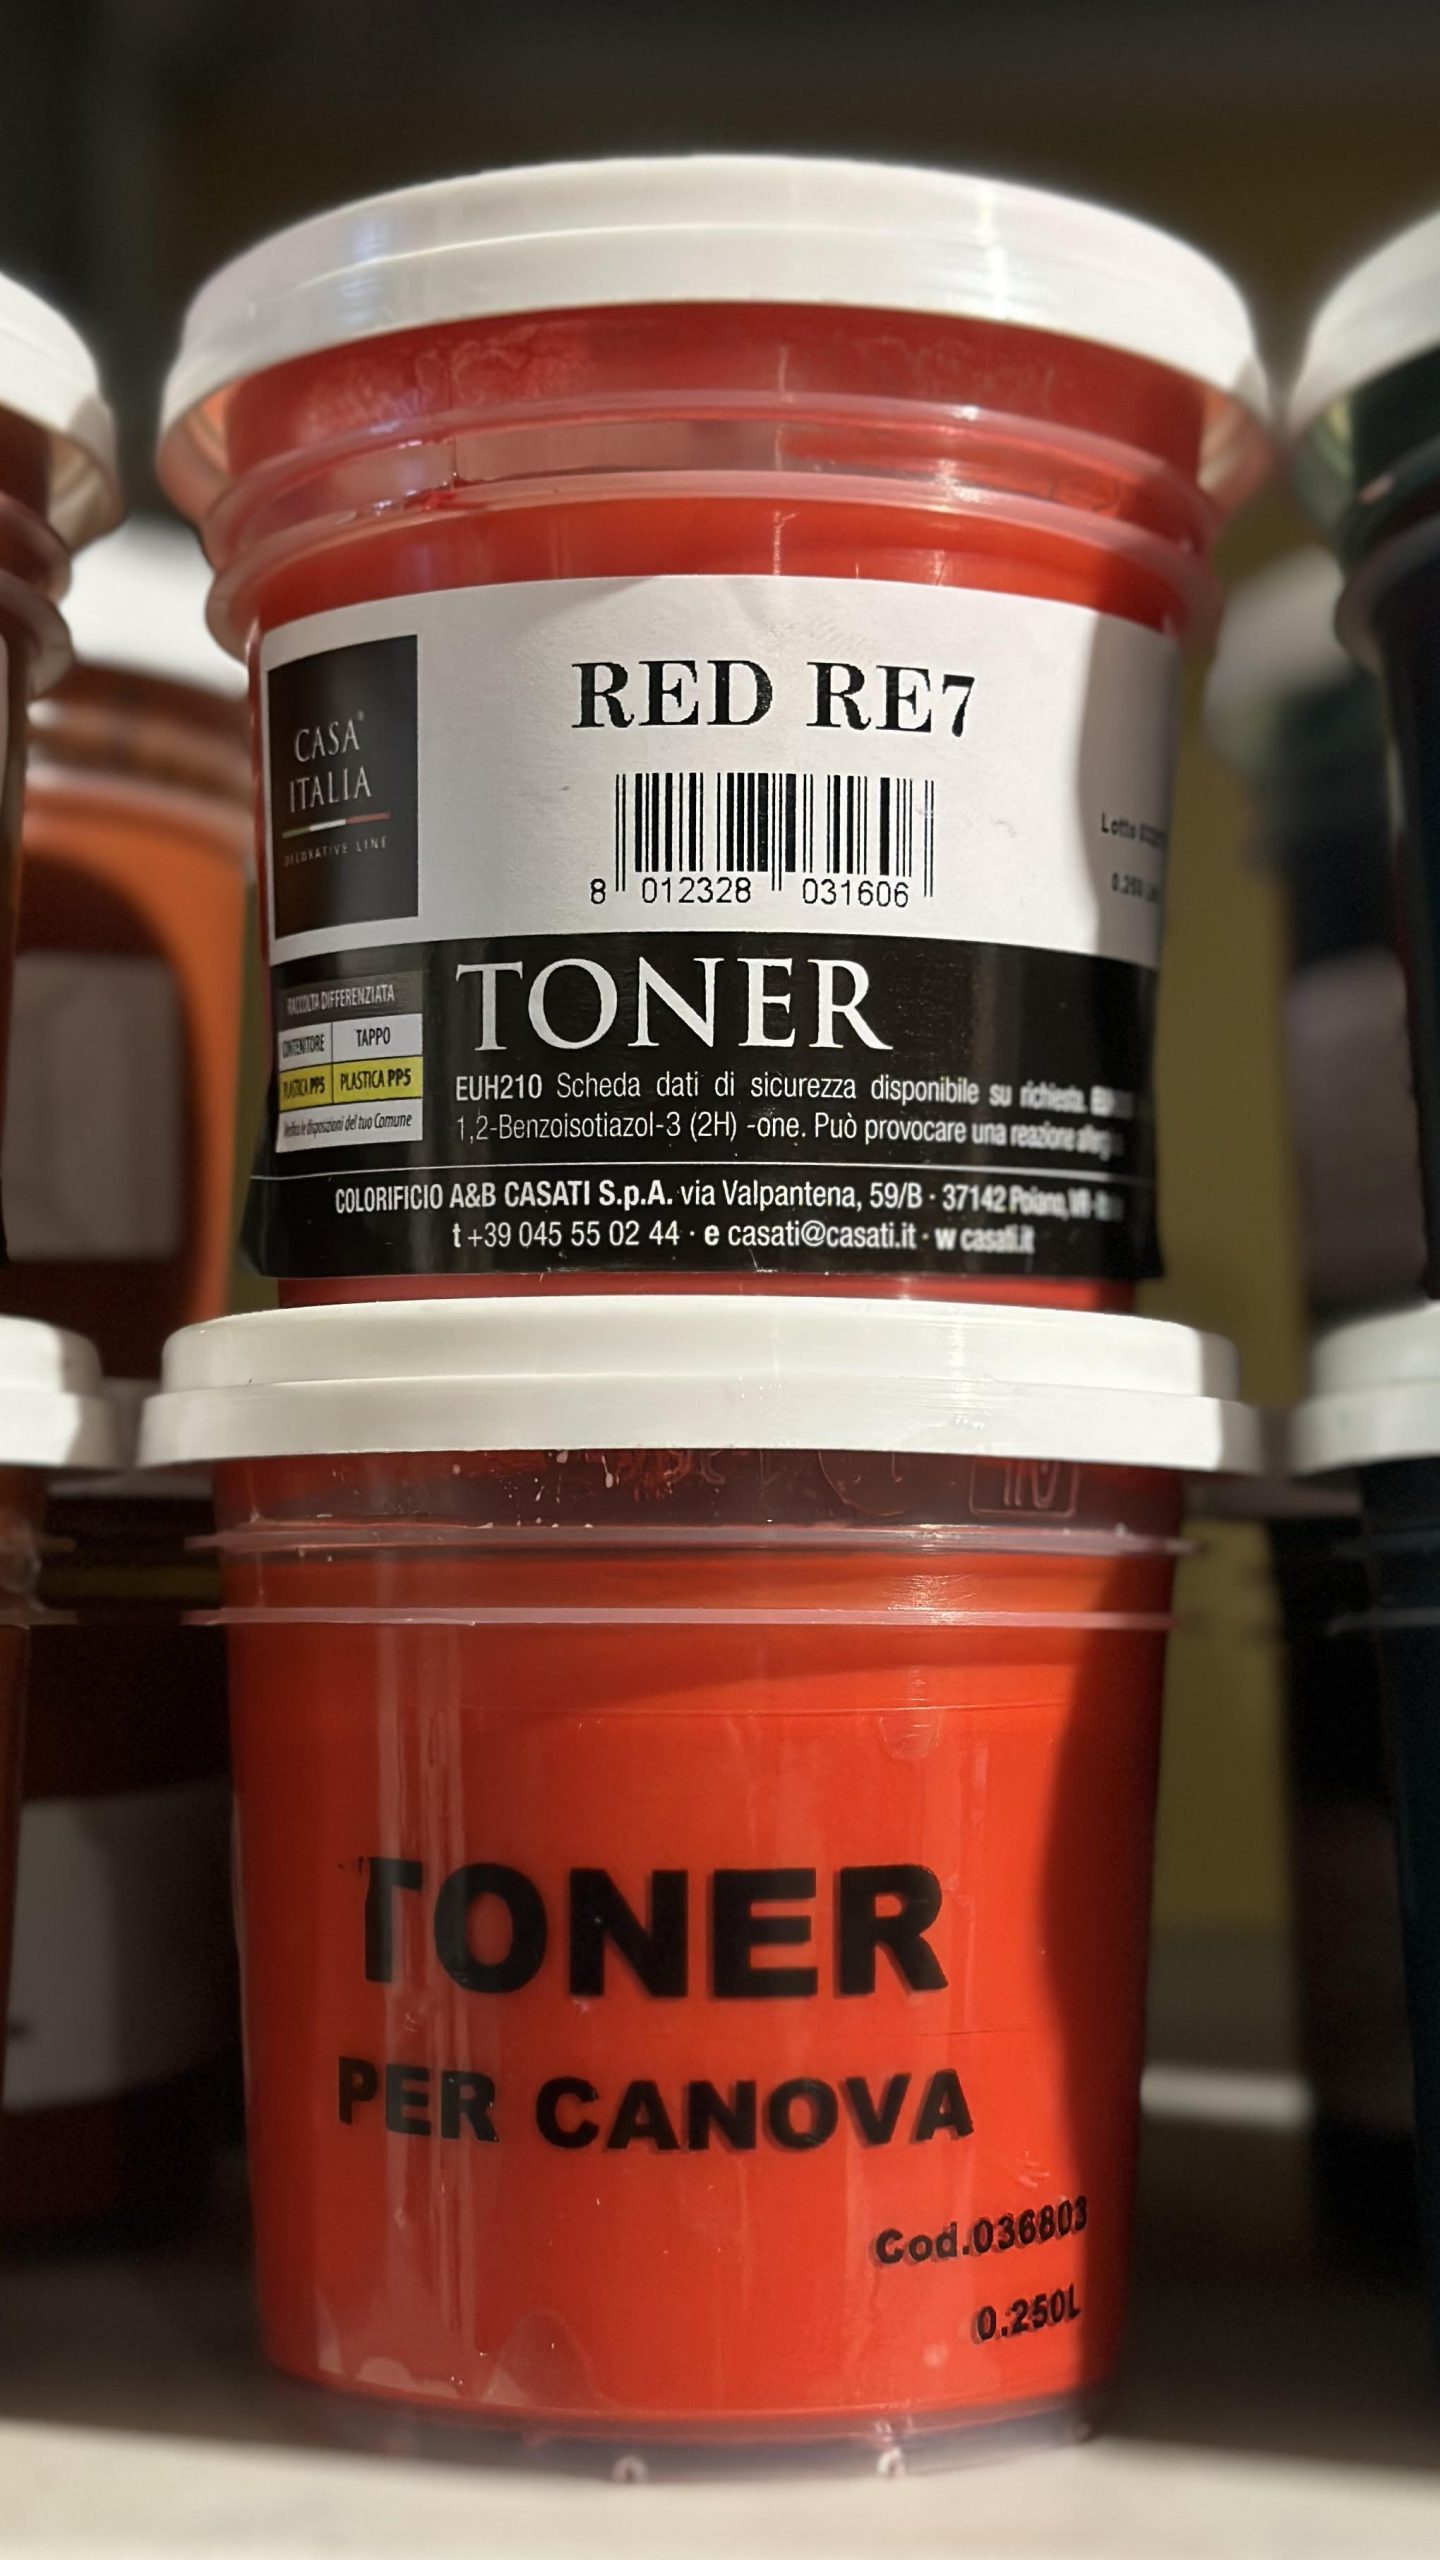 CASA®
ITALIA
DECORATIVE LINE
RED RE7
8 012328 031606
Lotto
RACCOLTA DIFFERENZIATA
CONTENITORE TAPPO
PLASTICA PP5 PLASTICA PP5
Verifica le disposizioni del tuo Comune
TONER
EUH210 Scheda dati di sicurezza disponibile su richiesta.
1,2-Benzoisotiazol-3 (2H) -one. Può provocare una reazione
COLORIFICIO A&B CASATI S.p.A. via Valpantena, 59/B · 37142 Poiano, VR
t +39 045 55 02 44 · e casati@casati.it · w casati.it
TONER
PER CANOVA
Cod.036803
0.250L